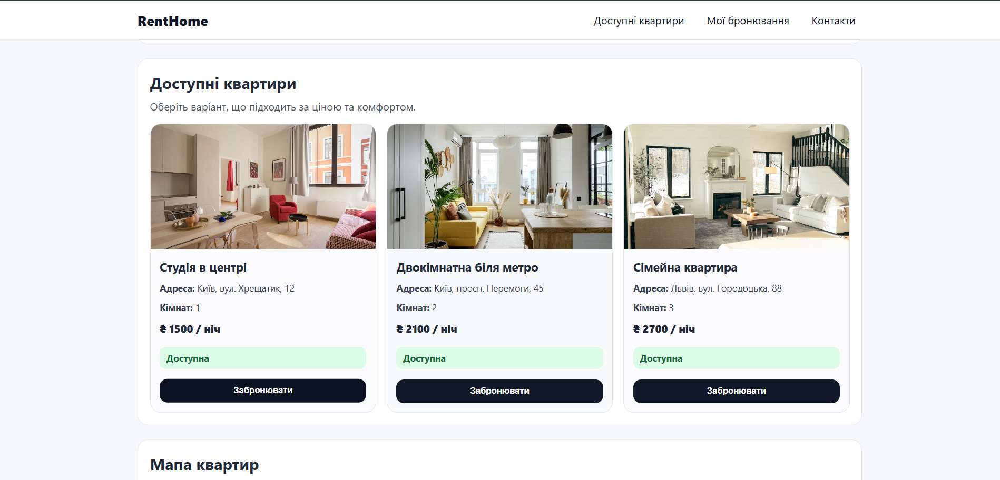 RentHome
Доступні квартири
Мої бронювання
Контакти
Доступні квартири
Оберіть варіант, що підходить за ціною та комфортом.
Студія в центрі
Адреса: Київ, вул. Хрещатик, 12
Кімнат: 1
₴ 1500 / ніч
Доступна
Забронювати
Двокімнатна біля метро
Адреса: Київ, просп. Перемоги, 45
Кімнат: 2
₴ 2100 / ніч
Доступна
Забронювати
Сімейна квартира
Адреса: Львів, вул. Городоцька, 88
Кімнат: 3
₴ 2700 / ніч
Доступна
Забронювати
Мапа квартир